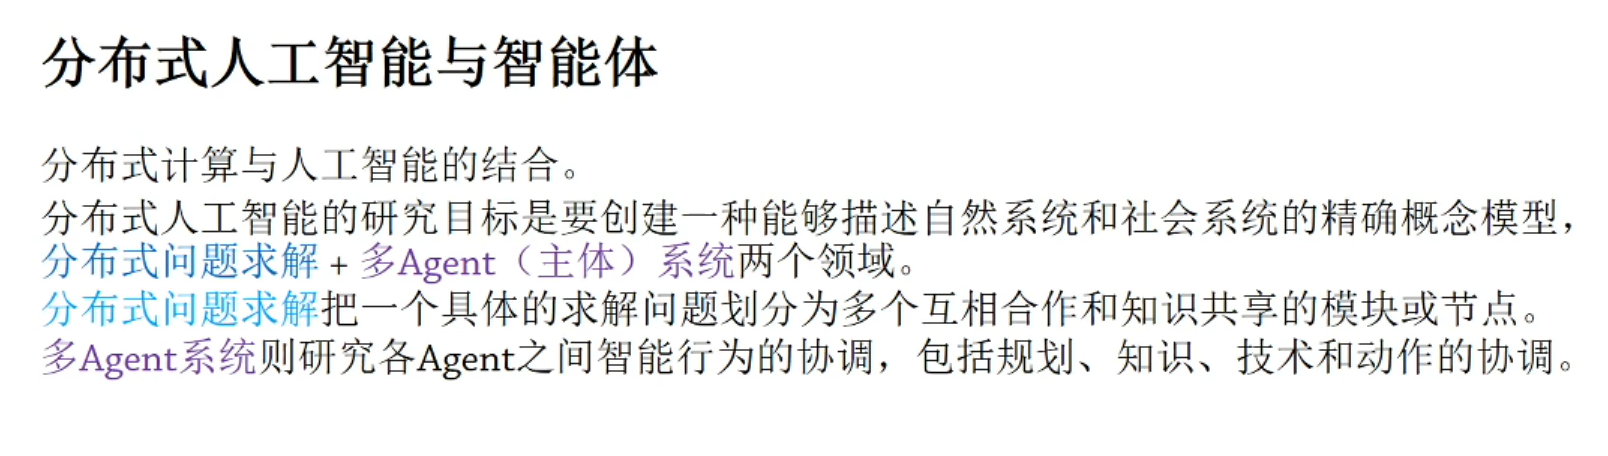 分布式人工智能与智能体
分布式计算与人工智能的结合。
分布式人工智能的研究目标是要创建一种能够描述自然系统和社会系统的精确概念模型，
分布式问题求解 + 多Agent（主体）系统两个领域。
分布式问题求解把一个具体的求解问题划分为多个互相合作和知识共享的模块或节点。
多Agent系统则研究各Agent之间智能行为的协调，包括规划、知识、技术和动作的协调。